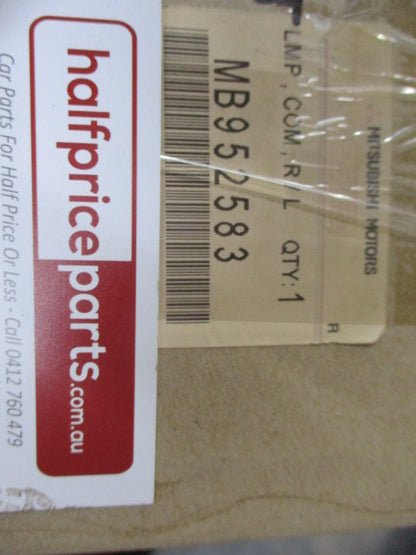 halfpriceparts.com.au
Car Parts For Half Price Or Less - Call 0412 760 479
MITSUBISHI MOTORS
R
LMP, COM, R/L QTY:1
MB952583